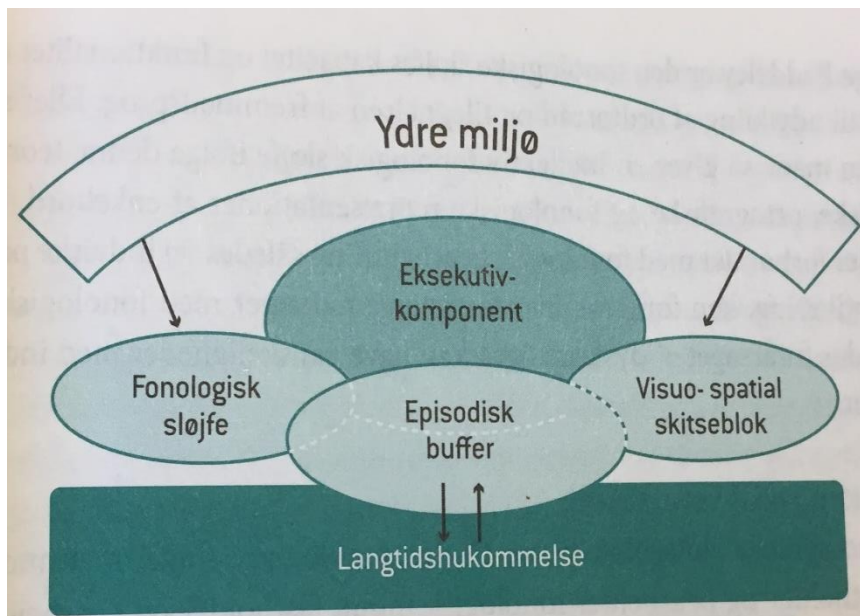 Ydre miljø
Eksekutiv-
komponent
Fonologisk
sløjfe
Episodisk
buffer
Visuo-spatial
skitseblok
Langtidshukommelse